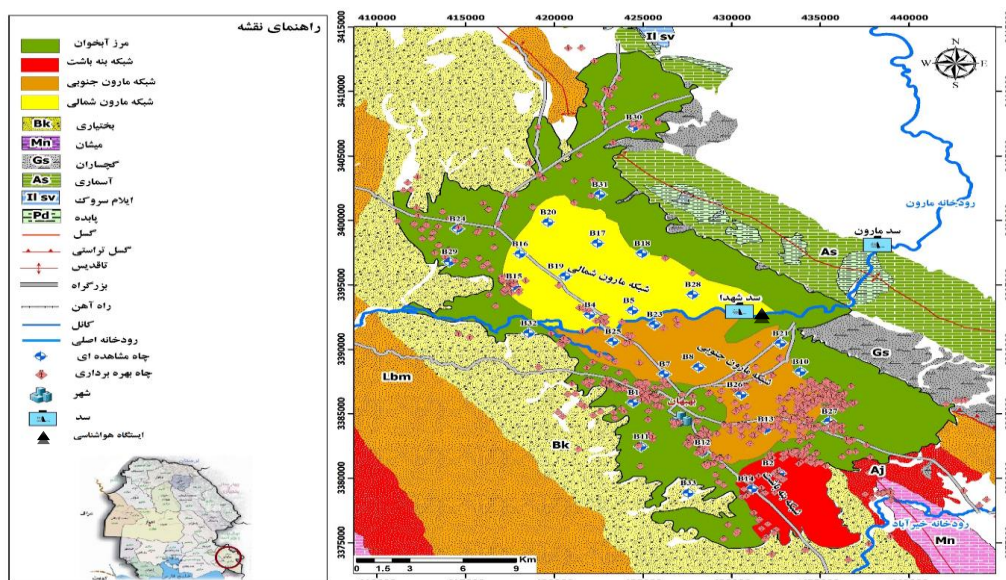 راهنمای نقشه
مرز آبخوان
شبکه بنه باشت
شبکه مارون جنوبی
شبکه مارون شمالی
Bk بختیاری
Mn میشان
Gs گچساران
As آسماری
Il sv ایلام سروک
Pd پابده
گسل
گسل تراستی
تاقدیس
بزرگراه
راه آهن
کانال
رودخانه اصلی
چاه مشاهده ای
چاه بهره برداری
شهر
سد
ایستگاه هواشناسی
410000 415000 420000 425000 430000 435000 440000
3415000
3410000
3405000
3400000
3395000
3390000
3385000
3380000
3375000
Il sv
N
W E
S
B30
B31
B20
B24
B17
رودخانه مارون
B16
B18
سد مارون
B29
As
B19
شبکه مارون شمالی
B15
B28
سد شهدا
B4
B5
B32
B23
B25
B21
Gs
شبکه مارون جنوبی
B7
B8
B10
Lbm
B26
B1
B27
B13
Bk
B11
B12
B2
Aj
B14
B33
شبکه بنه باشت
رودخانه خیرآباد
Mn
0 1.5 3 6 9 Km